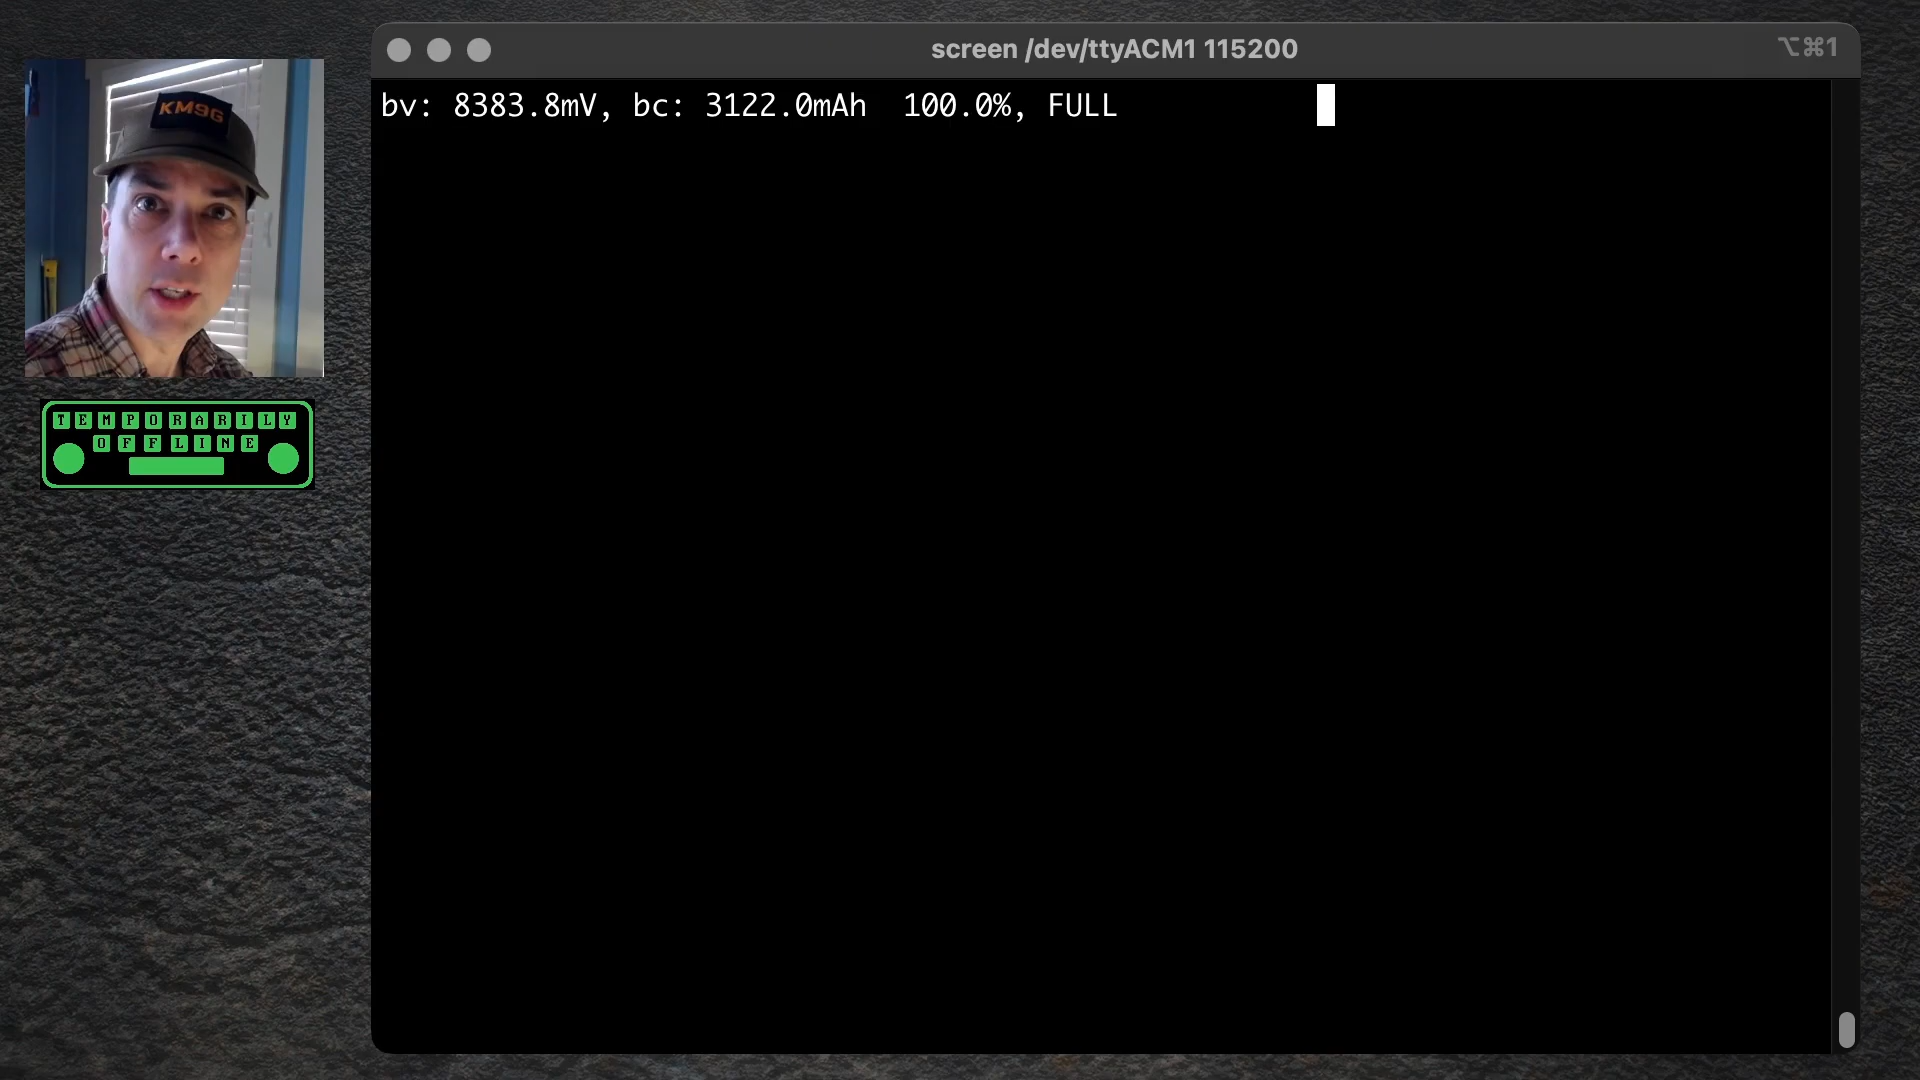 screen /dev/ttyACM1 115200
⌥⌘1
bv: 8383.8mV, bc: 3122.0mAh  100.0%, FULL
KM9G
TEMPORARILY
OFFLINE